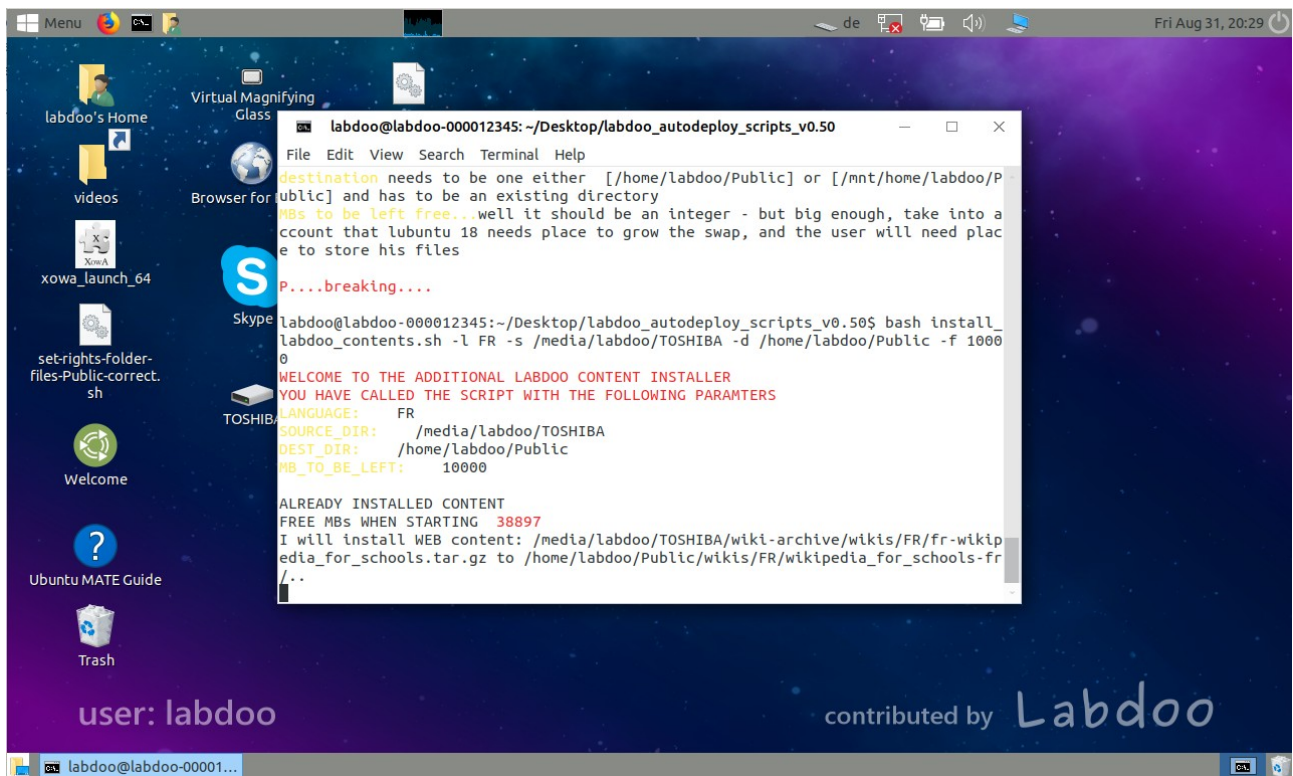 Menu
de
Fri Aug 31, 20:29
labdoo's Home
Virtual Magnifying
Glass
videos
Browser for
XOWA
xowa_launch_64
Skype
set-rights-folder-
files-Public-correct.
sh
TOSHIBA
Welcome
Ubuntu MATE Guide
Trash
labdoo@labdoo-000012345: ~/Desktop/labdoo_autodeploy_scripts_v0.50
File Edit View Search Terminal Help
destination needs to be one either  [/home/labdoo/Public] or [/mnt/home/labdoo/P
ublic] and has to be an existing directory
MBs to be left free...well it should be an integer - but big enough, take into a
ccount that lubuntu 18 needs place to grow the swap, and the user will need plac
e to store his files
P....breaking....
labdoo@labdoo-000012345:~/Desktop/labdoo_autodeploy_scripts_v0.50$ bash install_
labdoo_contents.sh -l FR -s /media/labdoo/TOSHIBA -d /home/labdoo/Public -f 1000
0
WELCOME TO THE ADDITIONAL LABDOO CONTENT INSTALLER
YOU HAVE CALLED THE SCRIPT WITH THE FOLLOWING PARAMTERS
LANGUAGE:    FR
SOURCE_DIR:    /media/labdoo/TOSHIBA
DEST_DIR:    /home/labdoo/Public
MB_TO_BE_LEFT:    10000
ALREADY INSTALLED CONTENT
FREE MBs WHEN STARTING  38897
I will install WEB content: /media/labdoo/TOSHIBA/wiki-archive/wikis/FR/fr-wikip
edia_for_schools.tar.gz to /home/labdoo/Public/wikis/FR/wikipedia_for_schools-fr
/..
user: labdoo
contributed by Labdoo
labdoo@labdoo-00001...